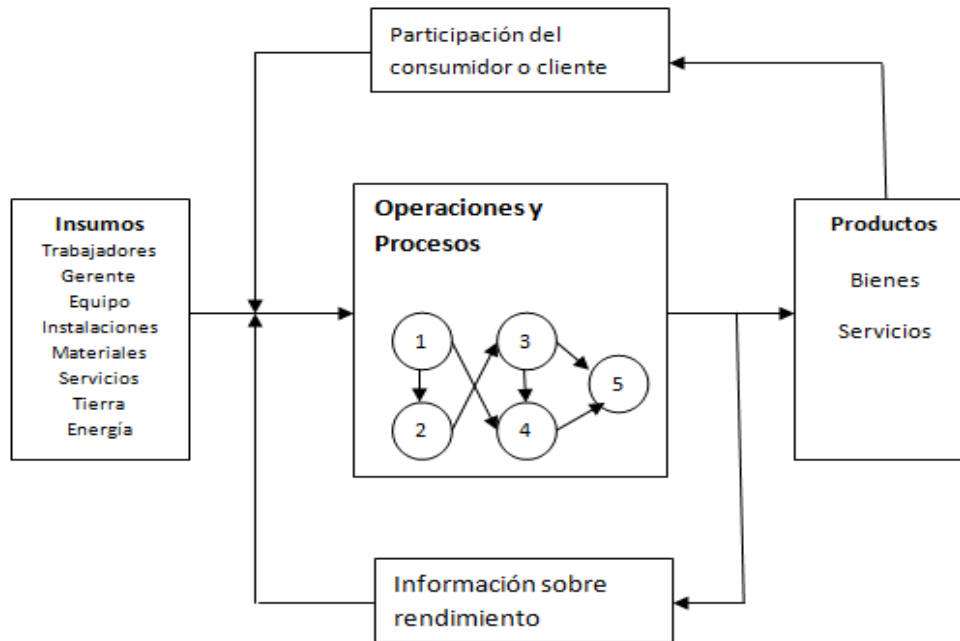 Participación del
consumidor o cliente
Insumos
Trabajadores
Gerente
Equipo
Instalaciones
Materiales
Servicios
Tierra
Energía
Operaciones y
Procesos
1
3
5
2
4
Productos
Bienes
Servicios
Información sobre
rendimiento